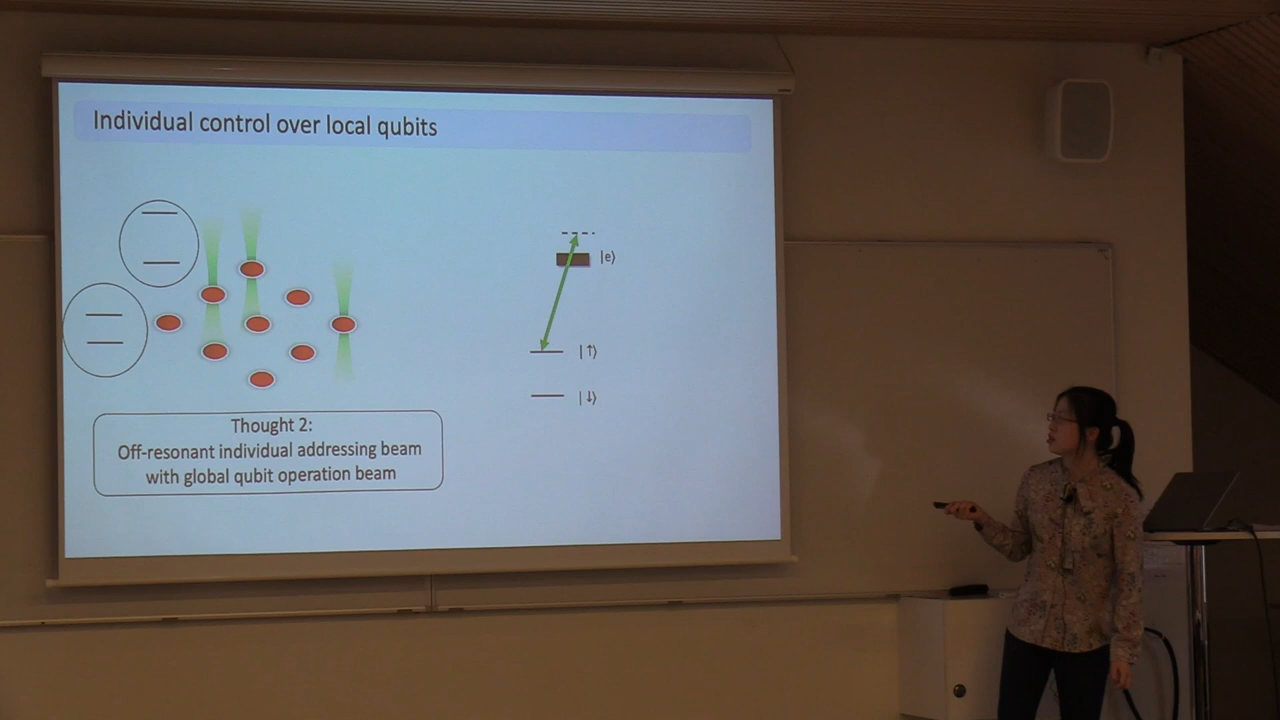 Individual control over local qubits
|e⟩
|↑⟩
|↓⟩
Thought 2:
Off-resonant individual addressing beam
with global qubit operation beam